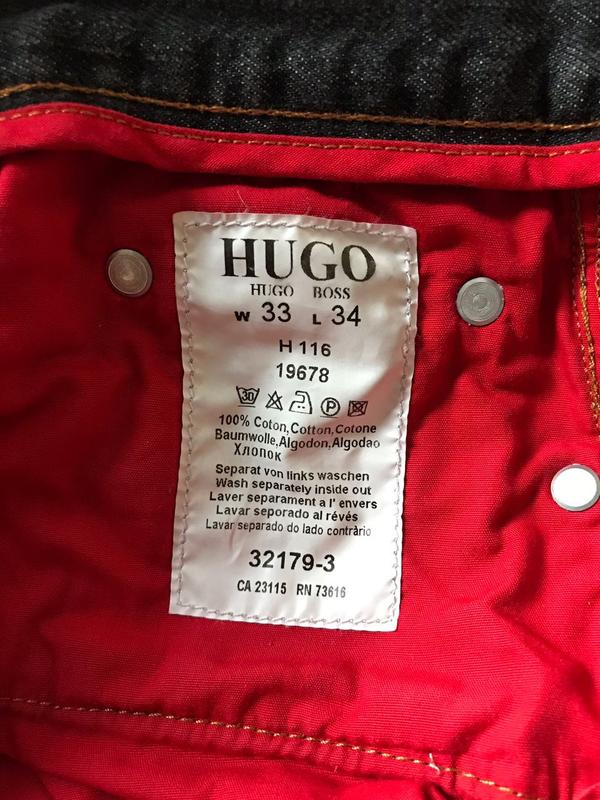 HUGO
HUGO BOSS
W 33 L 34
H 116
19678
30 P
100% Coton,Cotton,Cotone
Baumwolle,Algodon,Algodao
Хлопок
Separat von links waschen
Wash separately inside out
Laver separament a l' envers
Lavar seporado al révés
Lavar separado do lado contràrio
32179-3
CA 23115 RN 73616